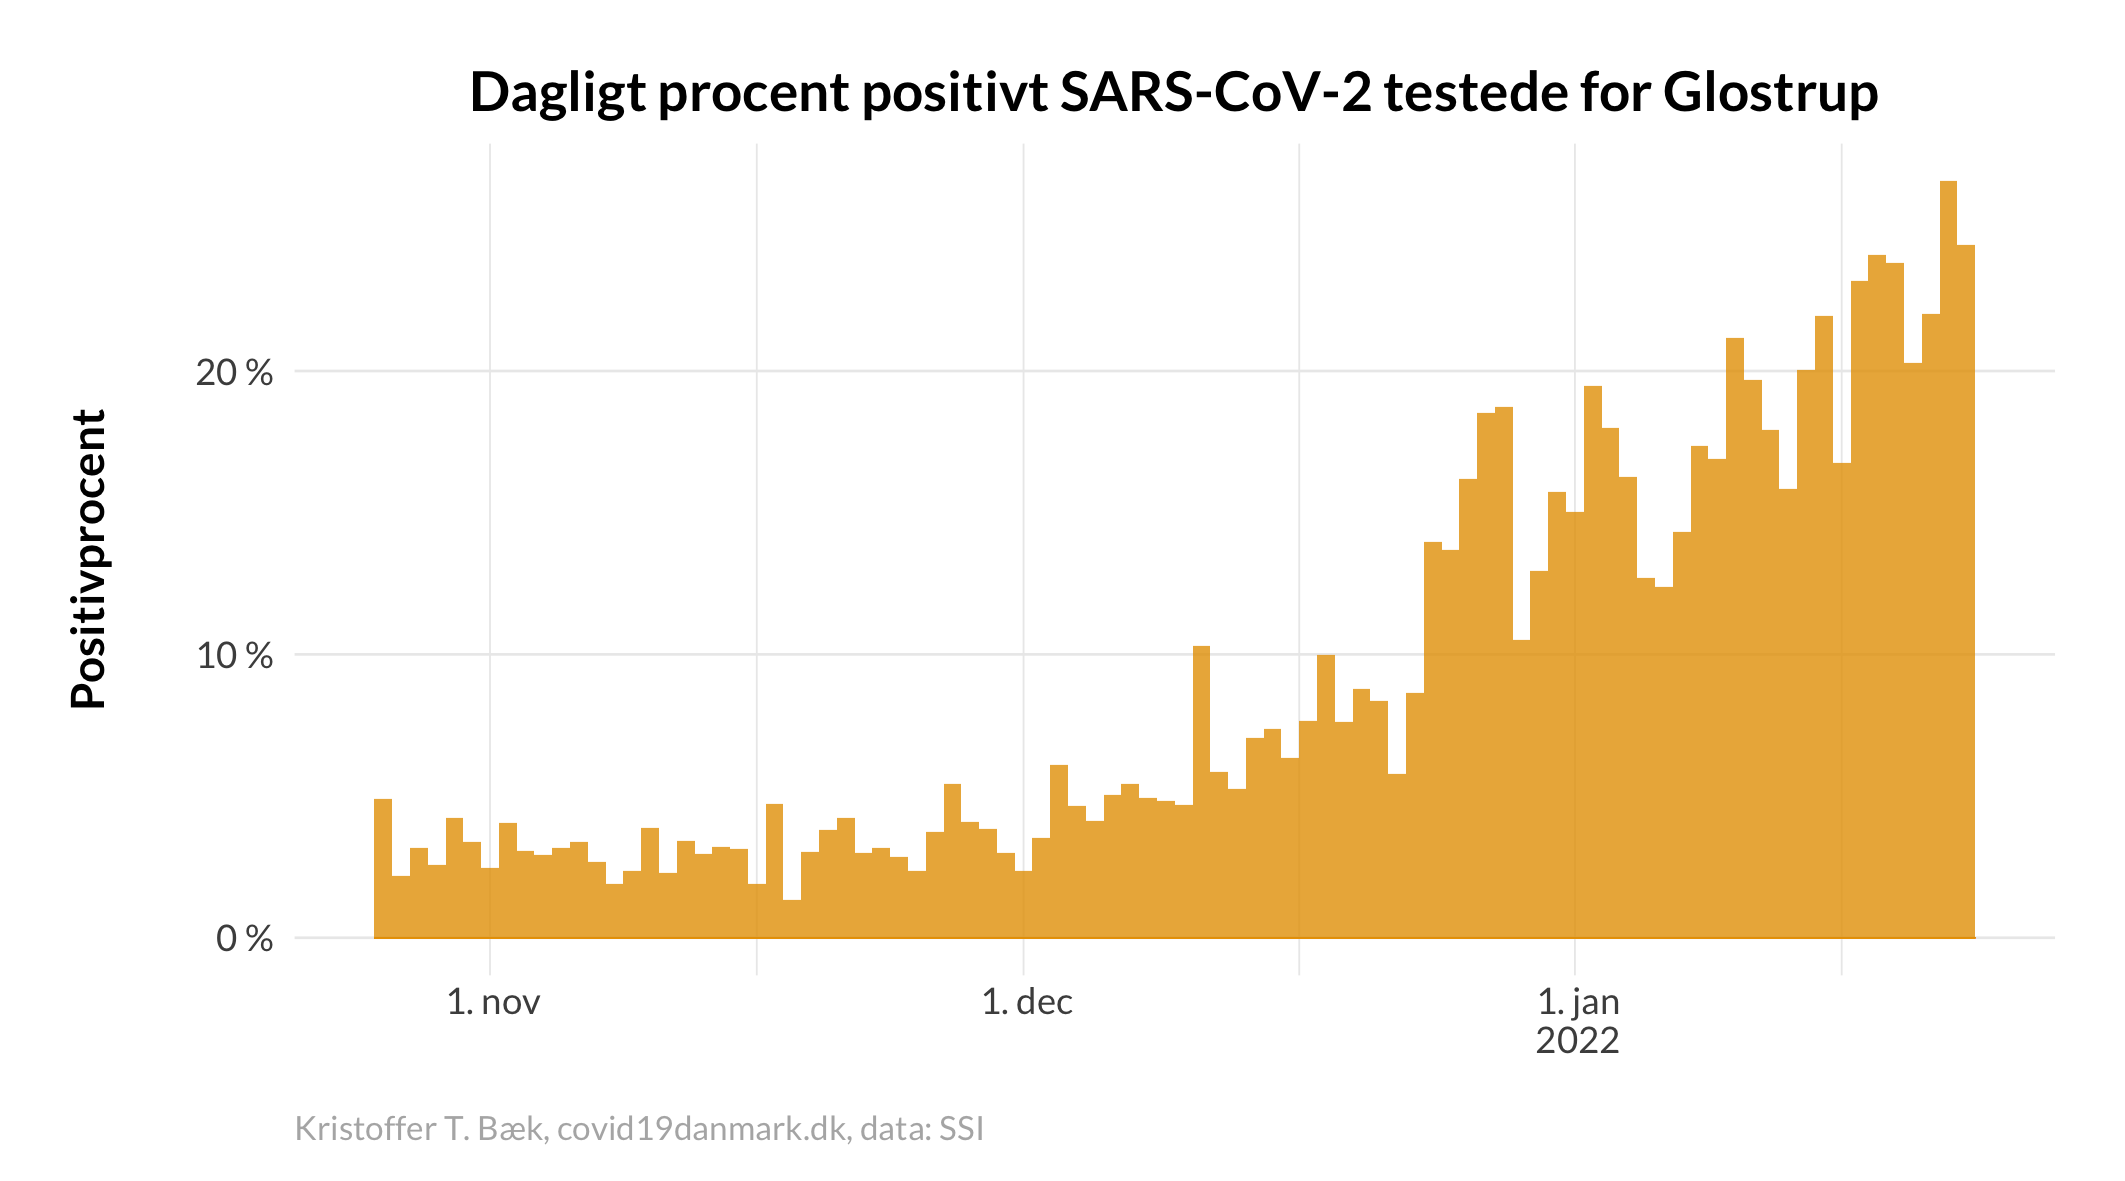 Dagligt procent positivt SARS-CoV-2 testede for Glostrup
Positivprocent
20 %
10 %
0 %
1. nov
1. dec
1. jan
2022
Kristoffer T. Bæk, covid19danmark.dk, data: SSI